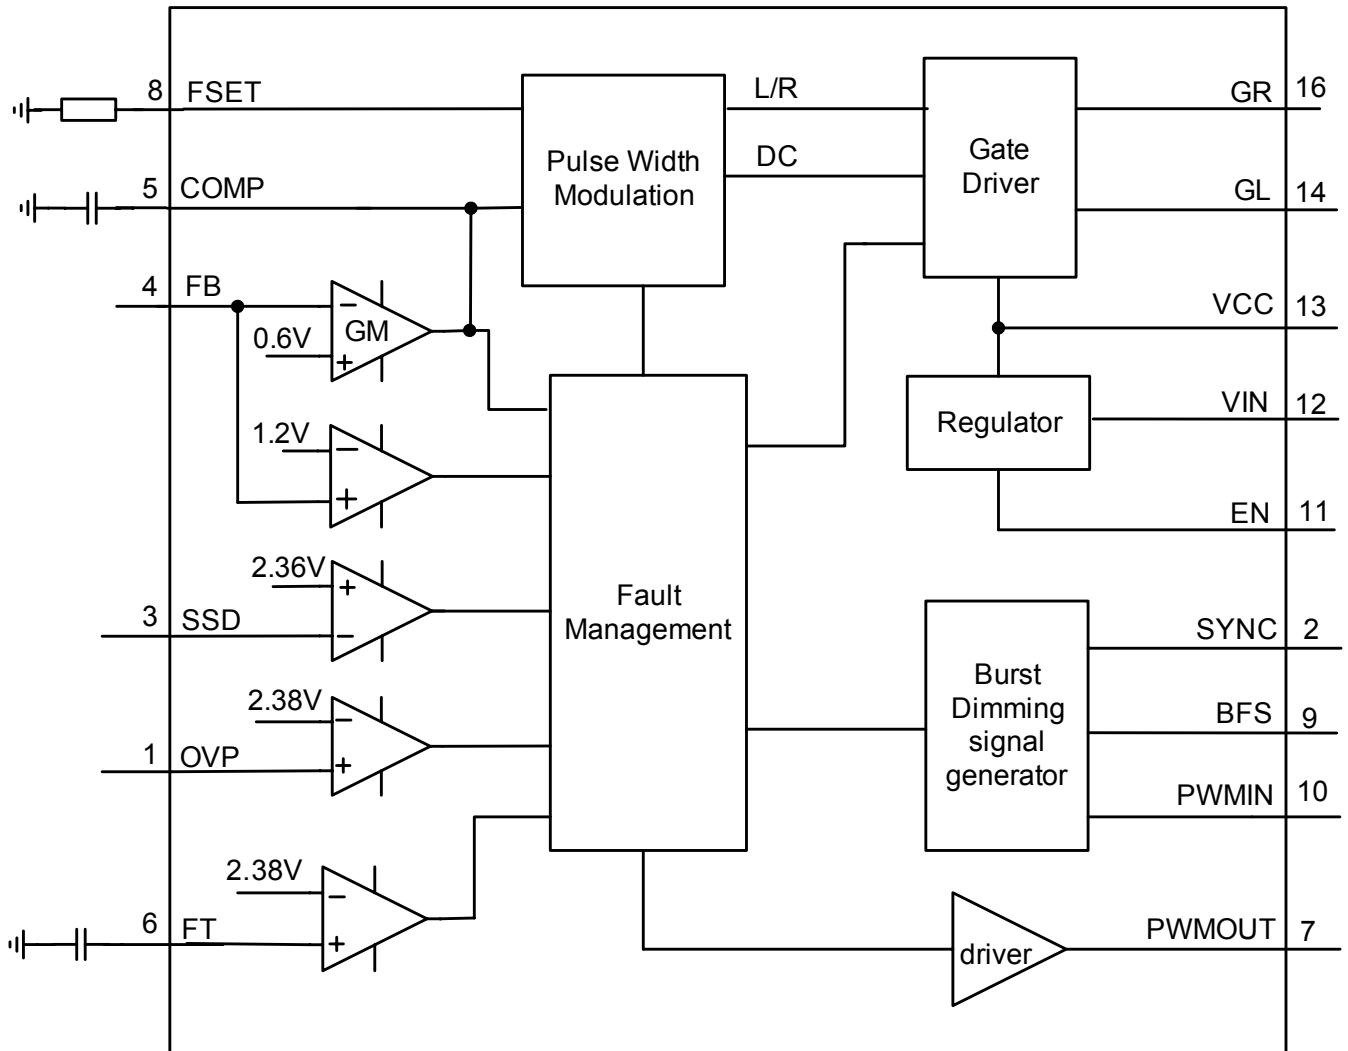 8 FSET
L/R
GR 16
Pulse Width
Modulation
DC
Gate
Driver
5 COMP
GL 14
4 FB
−
GM
0.6V
+
VCC 13
1.2V
−
+
Regulator
VIN 12
EN 11
2.36V
+
3 SSD
−
Fault
Management
SYNC 2
Burst
Dimming
signal
generator
2.38V
−
BFS 9
1 OVP
+
PWMIN 10
2.38V
−
6 FT
+
driver
PWMOUT 7